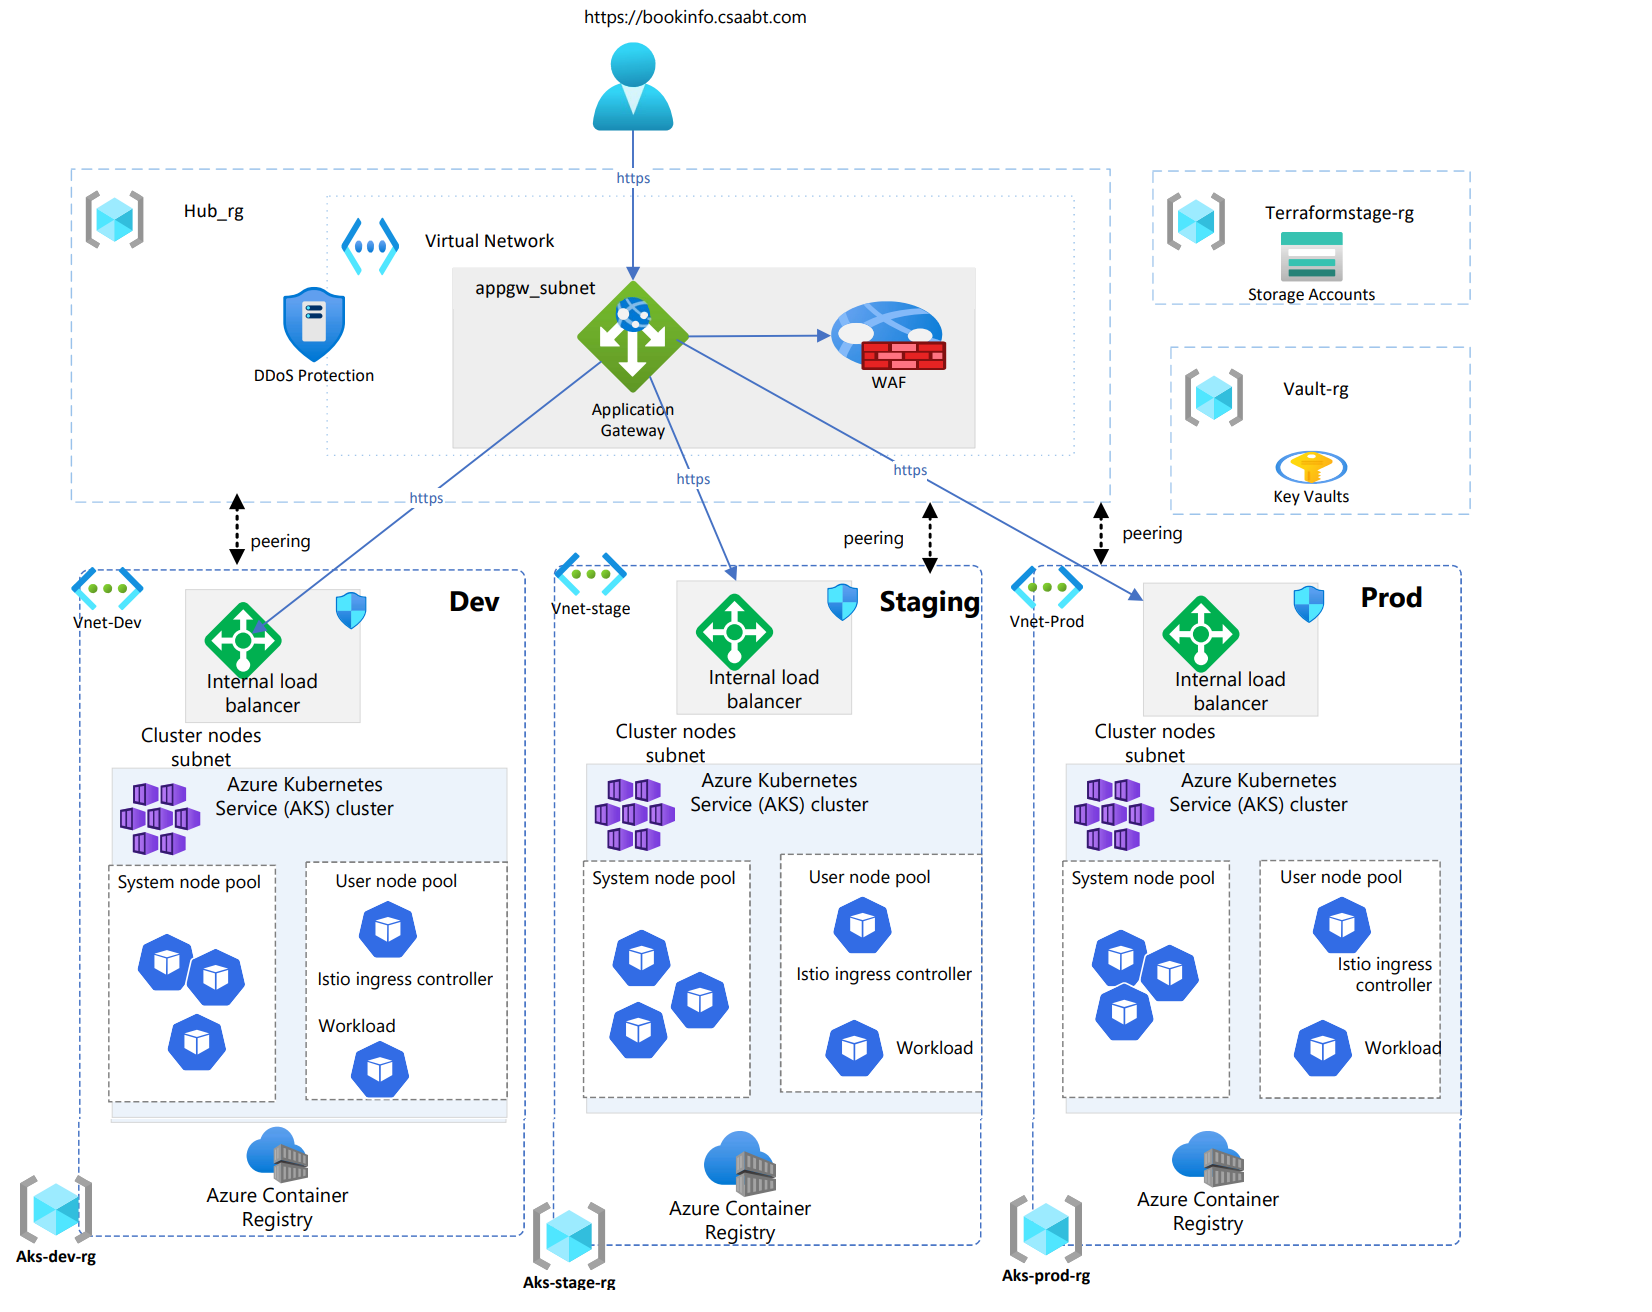 https://bookinfo.csaabt.com
https
Hub_rg
Virtual Network
appgw_subnet
DDoS Protection
Application
Gateway
WAF
Terraformstage-rg
Storage Accounts
Vault-rg
Key Vaults
https
https
https
peering
peering
peering
Vnet-Dev
Dev
Internal load
balancer
Cluster nodes
subnet
Azure Kubernetes
Service (AKS) cluster
System node pool
User node pool
Istio ingress controller
Workload
Azure Container
Registry
Aks-dev-rg
Vnet-stage
Staging
Internal load
balancer
Cluster nodes
subnet
Azure Kubernetes
Service (AKS) cluster
System node pool
User node pool
Istio ingress controller
Workload
Azure Container
Registry
Aks-stage-rg
Vnet-Prod
Prod
Internal load
balancer
Cluster nodes
subnet
Azure Kubernetes
Service (AKS) cluster
System node pool
User node pool
Istio ingress
controller
Workload
Azure Container
Registry
Aks-prod-rg